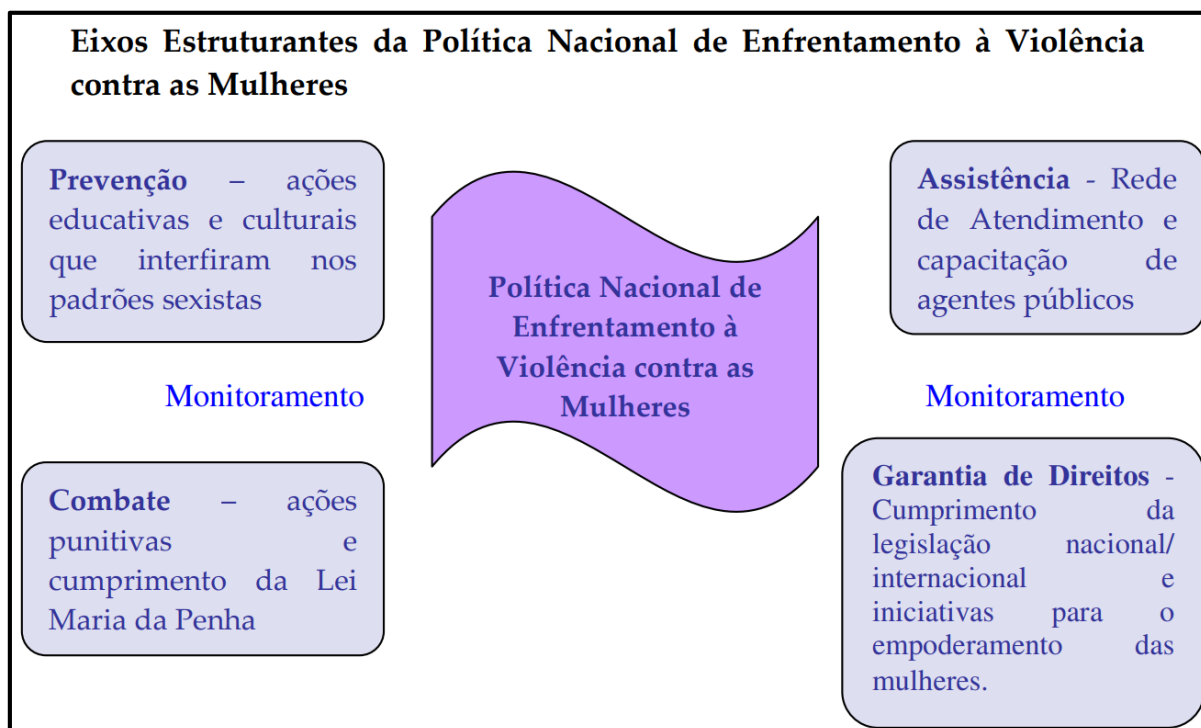 Eixos Estruturantes da Política Nacional de Enfrentamento à Violência
contra as Mulheres
Prevenção – ações
educativas e culturais
que interfiram nos
padrões sexistas
Assistência - Rede
de Atendimento e
capacitação de
agentes públicos
Política Nacional de
Enfrentamento à
Violência contra as
Mulheres
Monitoramento
Monitoramento
Combate – ações
punitivas e
cumprimento da Lei
Maria da Penha
Garantia de Direitos -
Cumprimento da
legislação nacional/
internacional e
iniciativas para o
empoderamento das
mulheres.